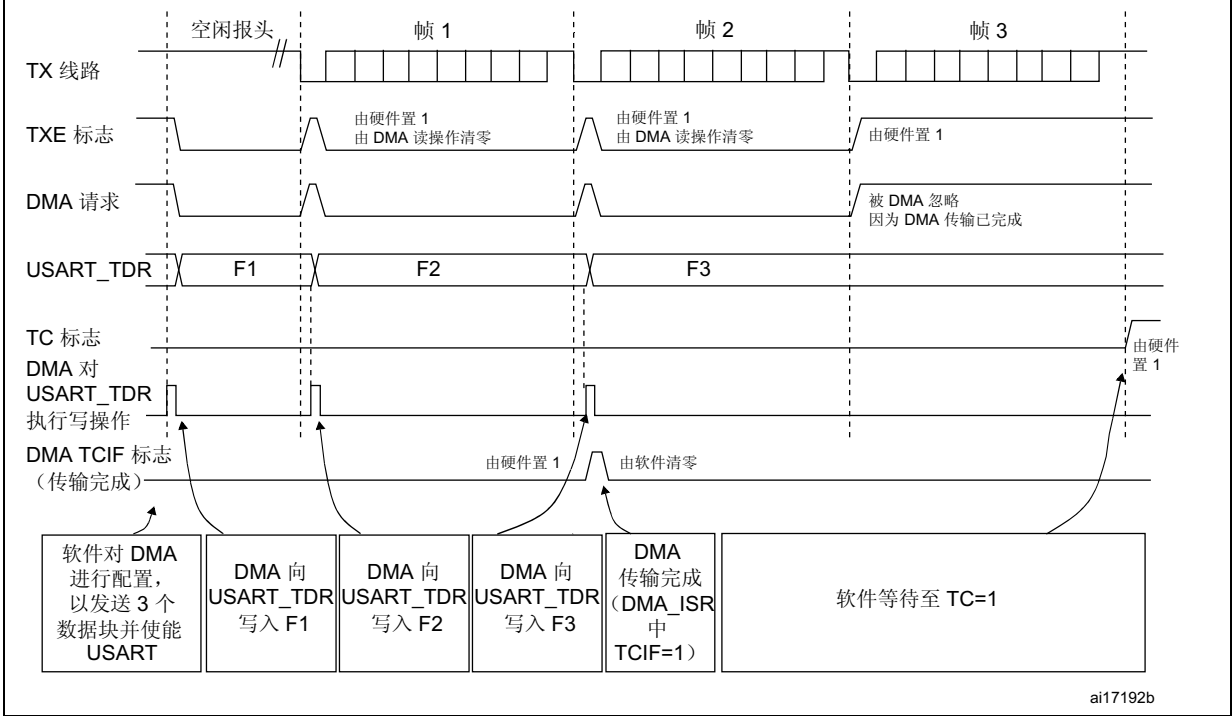 空闲报头
帧 1
帧 2
帧 3
TX 线路
TXE 标志
由硬件置 1
由 DMA 读操作清零
由硬件置 1
由 DMA 读操作清零
由硬件置 1
DMA 请求
被 DMA 忽略
因为 DMA 传输已完成
USART_TDR
F1
F2
F3
TC 标志
由硬件
置 1
DMA 对
USART_TDR
执行写操作
DMA TCIF 标志
（传输完成）
由硬件置 1
由软件清零
软件对 DMA
进行配置，
以发送 3 个
数据块并使能
USART
DMA 向
USART_TDR
写入 F1
DMA 向
USART_TDR
写入 F2
DMA 向
USART_TDR
写入 F3
DMA
传输完成
（DMA_ISR
中
TCIF=1）
软件等待至 TC=1
ai17192b